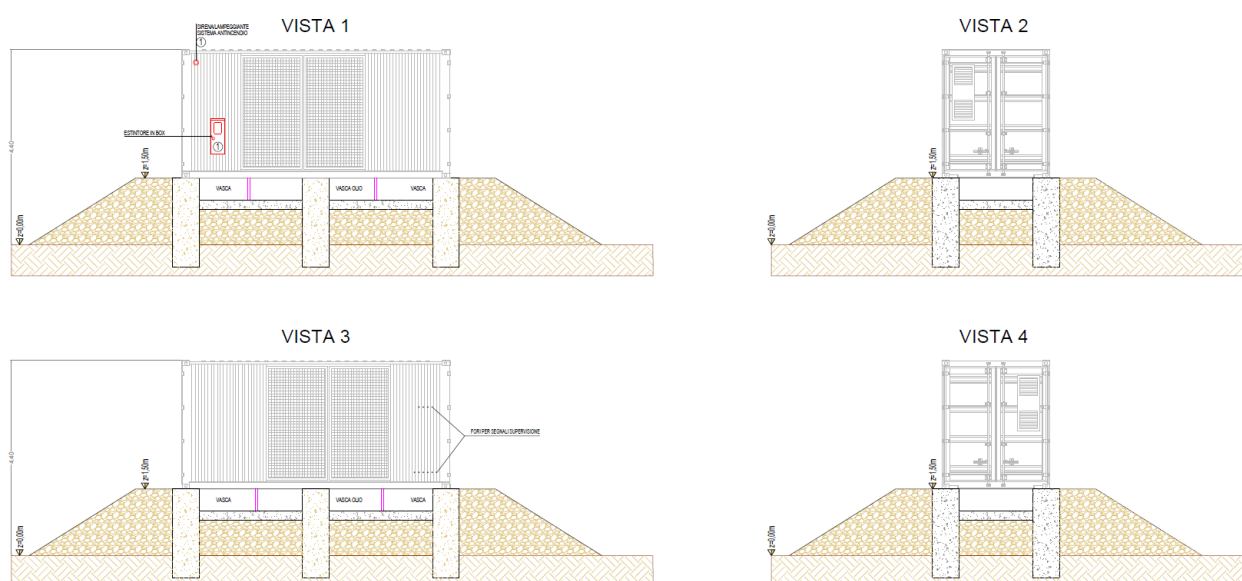 VISTA 1
VISTA 2
SIRENA/LAMPEGGIANTE
SISTEMA ANTINCENDIO
1
ESTINTORE IN BOX
1
4,40
z=1,50m
z=1,50m
VASCA
VASCA OLIO
VASCA
z=0,00m
z=0,00m
VISTA 3
VISTA 4
FORI PER SEGNALI SUPERVISIONE
4,40
z=1,50m
z=1,50m
VASCA
VASCA OLIO
VASCA
z=0,00m
z=0,00m